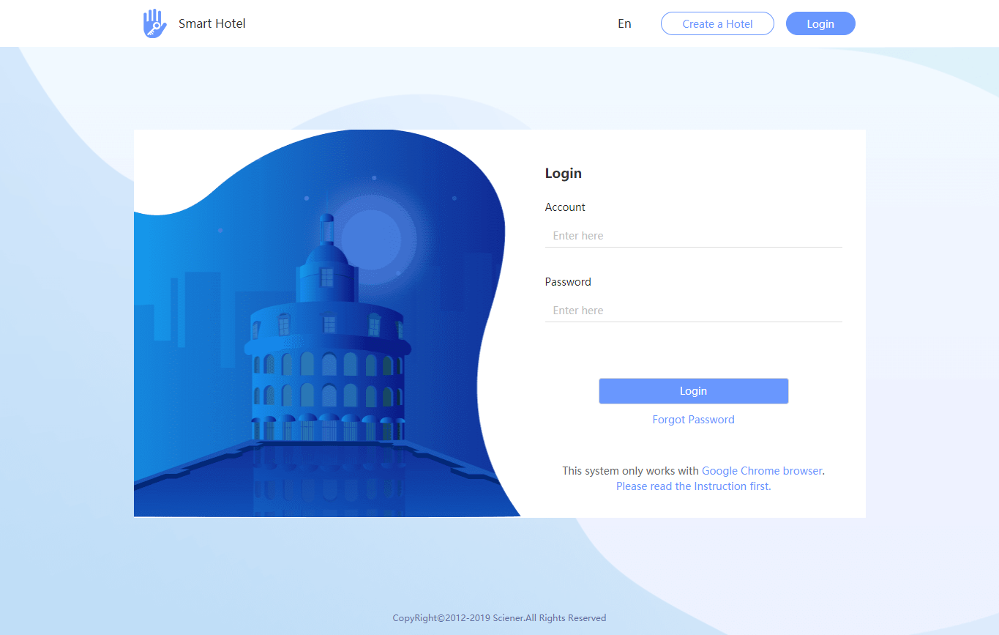 Smart Hotel
En
Create a Hotel
Login
Login
Account
Enter here
Password
Enter here
Login
Forgot Password
This system only works with Google Chrome browser.
Please read the Instruction first.
CopyRight©2012-2019 Sciener.All Rights Reserved